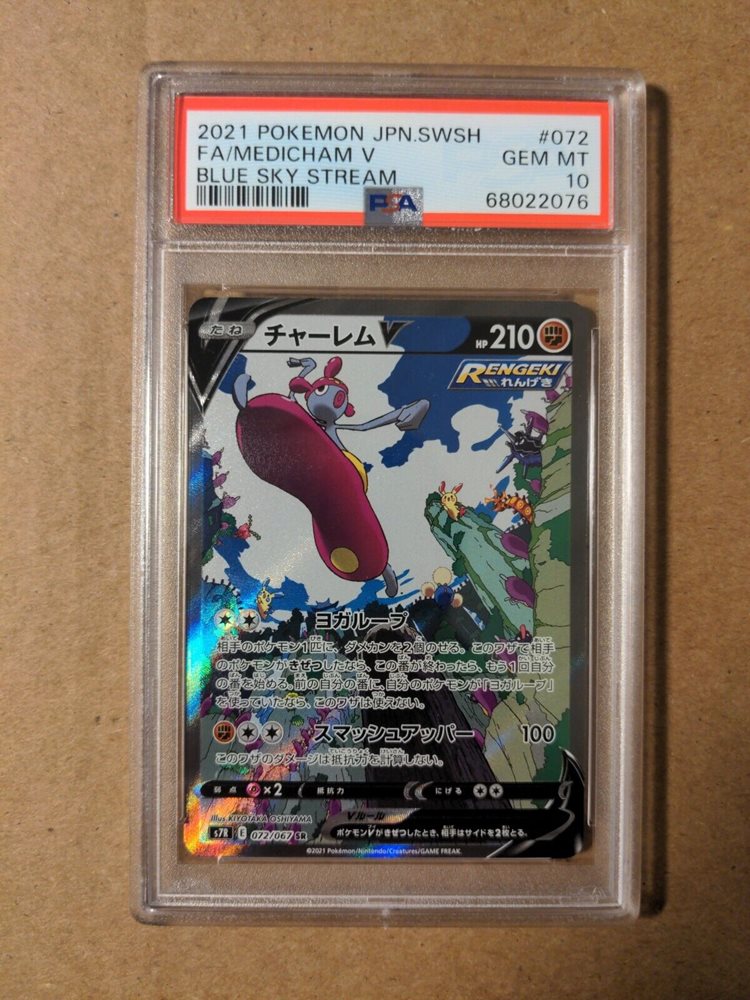 2021 POKEMON JPN.SWSH #072
FA/MEDICHAM V GEM MT
BLUE SKY STREAM 10
PSA 68022076
たね チャーレムV HP 210
RENGEKI
れんげき
ヨガループ
相手のポケモン1匹に、ダメカンを2個のせる。このワザで相手
のポケモンがきぜつしたなら、この番が終わったら、もう1回自分
の番を始める。前の自分の番に、自分のポケモンが「ヨガループ」
を使っていたなら、このワザは使えない。
スマッシュアッパー 100
このワザのダメージは抵抗力を計算しない。
弱点 ×2 抵抗力 にげる
Illus. KIYOTAKA OSHIYAMA
Vルール
s7R E 072/067 SR
ポケモンVがきぜつしたとき、相手はサイドを2枚とる。
©2021 Pokémon/Nintendo/Creatures/GAME FREAK.